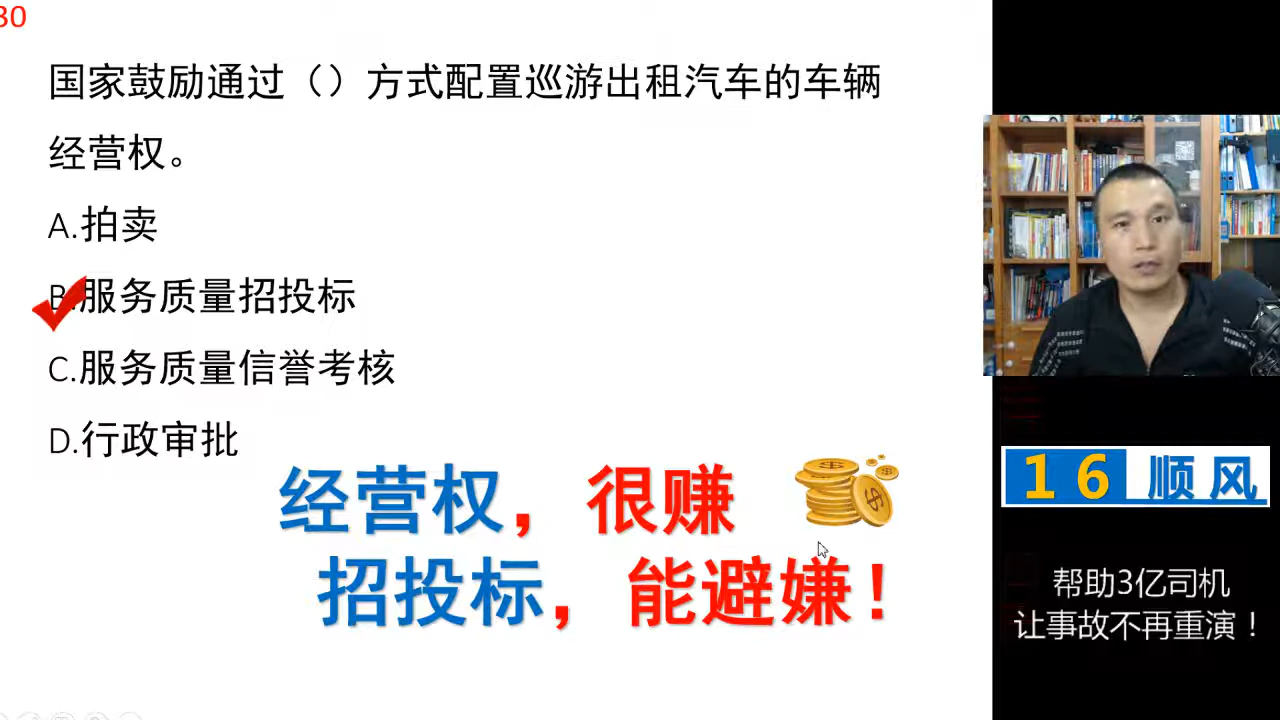 30
国家鼓励通过（）方式配置巡游出租汽车的车辆
经营权。
A.拍卖
B.服务质量招投标
C.服务质量信誉考核
D.行政审批
经营权，很赚
招投标，能避嫌！
16顺风
帮助3亿司机
让事故不再重演！